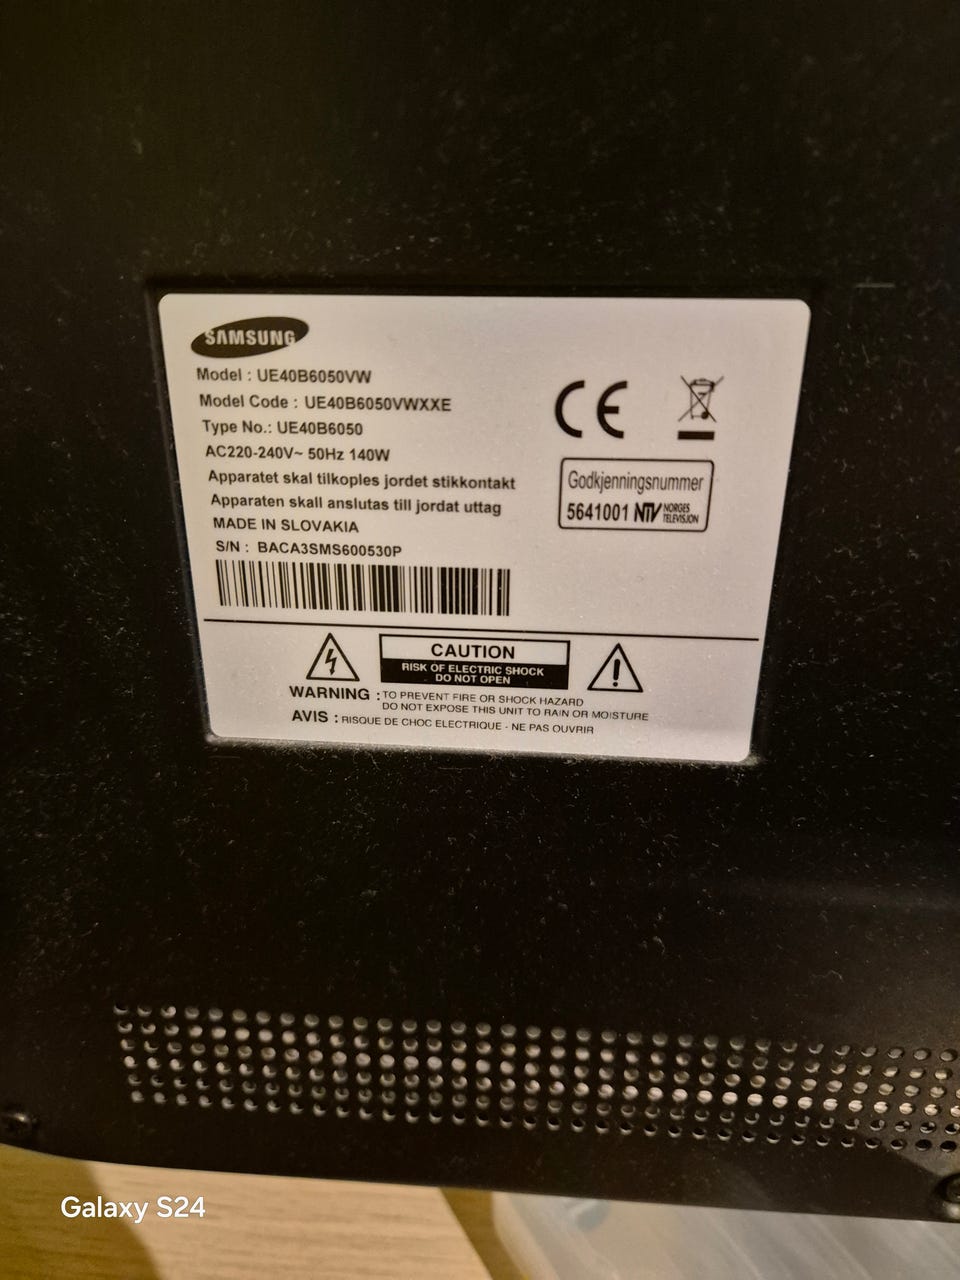 SAMSUNG
Model : UE40B6050VW
Model Code : UE40B6050VWXXE
Type No.: UE40B6050
AC220-240V~ 50Hz 140W
Apparatet skal tilkoples jordet stikkontakt
Apparaten skall anslutas till jordat uttag
MADE IN SLOVAKIA
S/N : BACA3SMS600530P
CE
Godkjenningsnummer
5641001 NTV NORGES
TELEVISJON
CAUTION
RISK OF ELECTRIC SHOCK
DO NOT OPEN
WARNING : TO PREVENT FIRE OR SHOCK HAZARD
DO NOT EXPOSE THIS UNIT TO RAIN OR MOISTURE
AVIS : RISQUE DE CHOC ELECTRIQUE - NE PAS OUVRIR
Galaxy S24